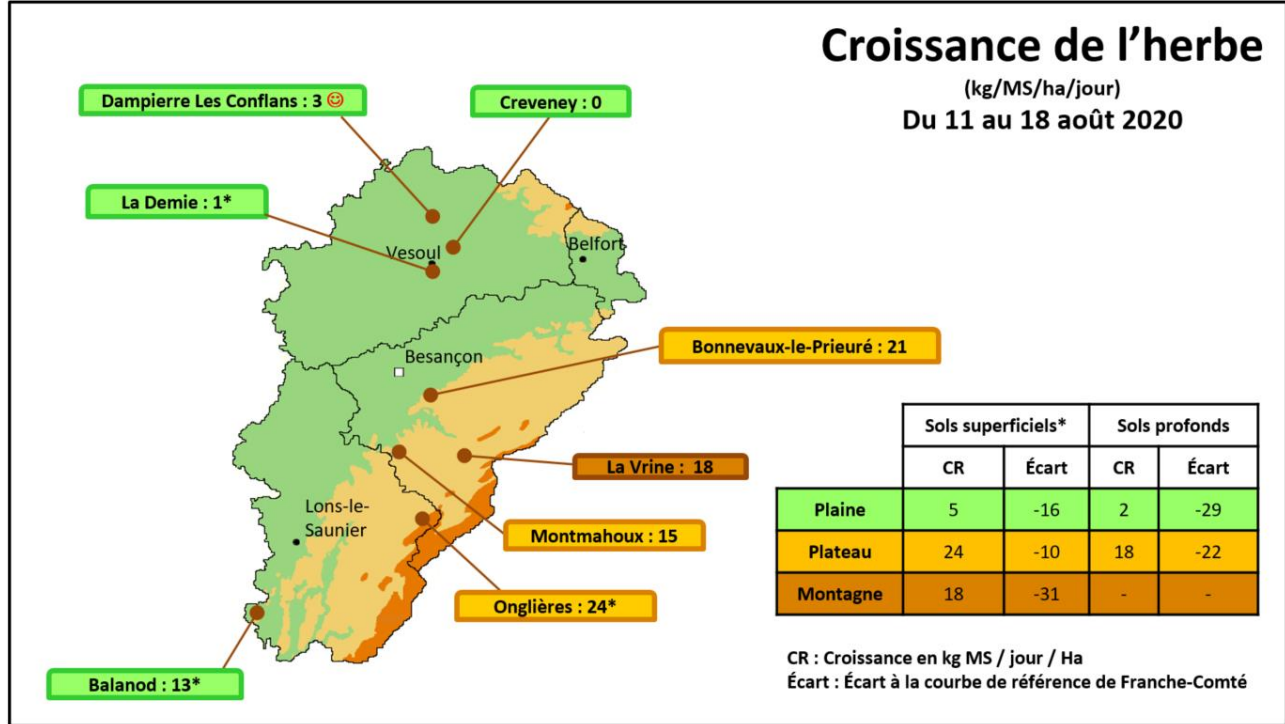 Croissance de l’herbe
(kg/MS/ha/jour)
Du 11 au 18 août 2020
Dampierre Les Conflans : 3
Creveney : 0
La Demie : 1*
Vesoul
Belfort
Bonnevaux-le-Prieuré : 21
Besançon
La Vrine : 18
Lons-le-
Saunier
Montmahoux : 15
Onglières : 24*
Balanod : 13*
Sols superficiels* Sols profonds
CR Écart CR Écart
Plaine 5 -16 2 -29
Plateau 24 -10 18 -22
Montagne 18 -31 - -
CR : Croissance en kg MS / jour / Ha
Écart : Écart à la courbe de référence de Franche-Comté